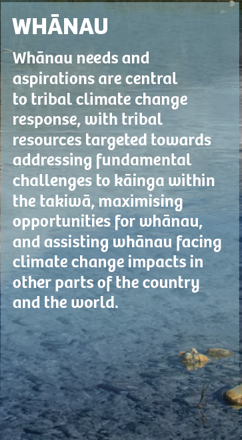 WHĀNAU
Whānau needs and
aspirations are central
to tribal climate change
response, with tribal
resources targeted towards
addressing fundamental
challenges to kāinga within
the takiwā, maximising
opportunities for whānau,
and assisting whānau facing
climate change impacts in
other parts of the country
and the world.